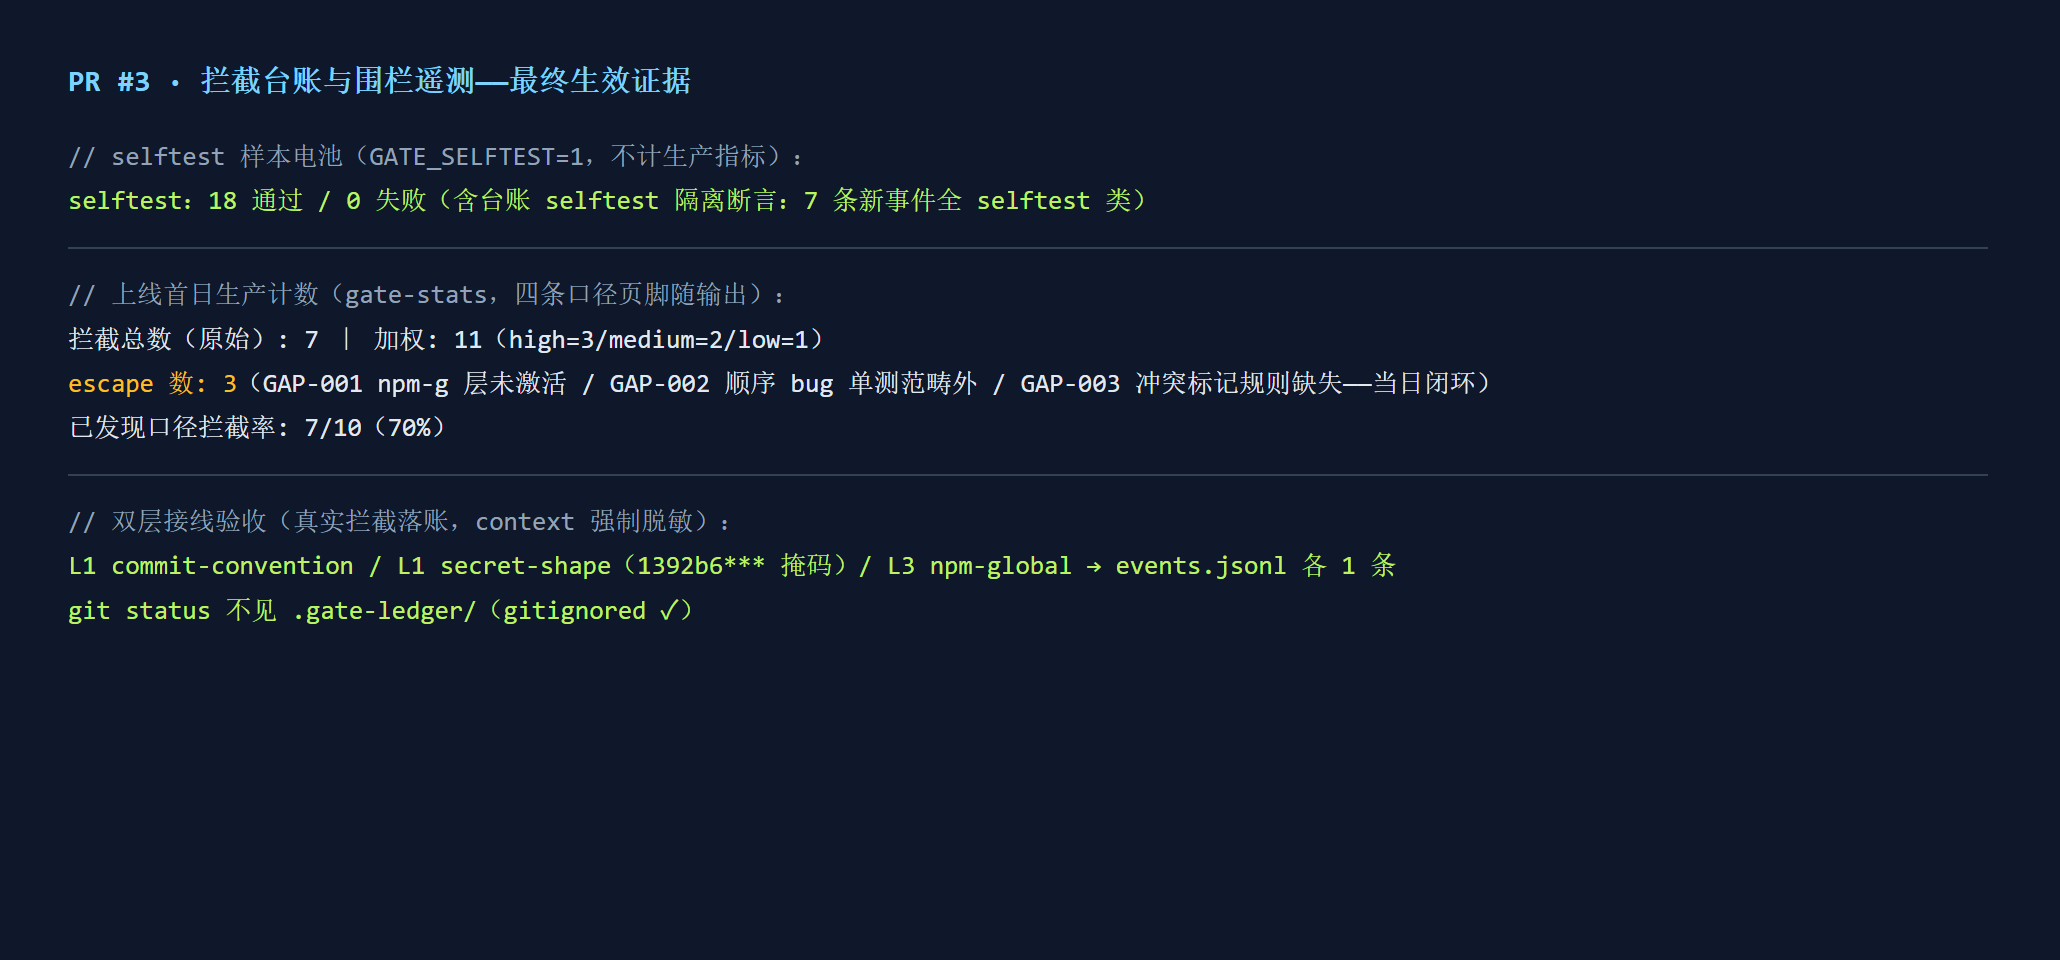 PR #3 · 拦截台账与围栏遥测——最终生效证据
// selftest 样本电池（GATE_SELFTEST=1，不计生产指标）：
selftest: 18 通过 / 0 失败（含台账 selftest 隔离断言: 7 条新事件全 selftest 类）
// 上线首日生产计数（gate-stats，四条口径页脚随输出）：
拦截总数（原始）: 7 ｜ 加权: 11（high=3/medium=2/low=1）
escape 数: 3（GAP-001 npm-g 层未激活 / GAP-002 顺序 bug 单测范畴外 / GAP-003 冲突标记规则缺失——当日闭环）
已发现口径拦截率: 7/10（70%）
// 双层接线验收（真实拦截落账，context 强制脱敏）：
L1 commit-convention / L1 secret-shape（1392b6*** 掩码）/ L3 npm-global → events.jsonl 各 1 条
git status 不见 .gate-ledger/（gitignored ✓）